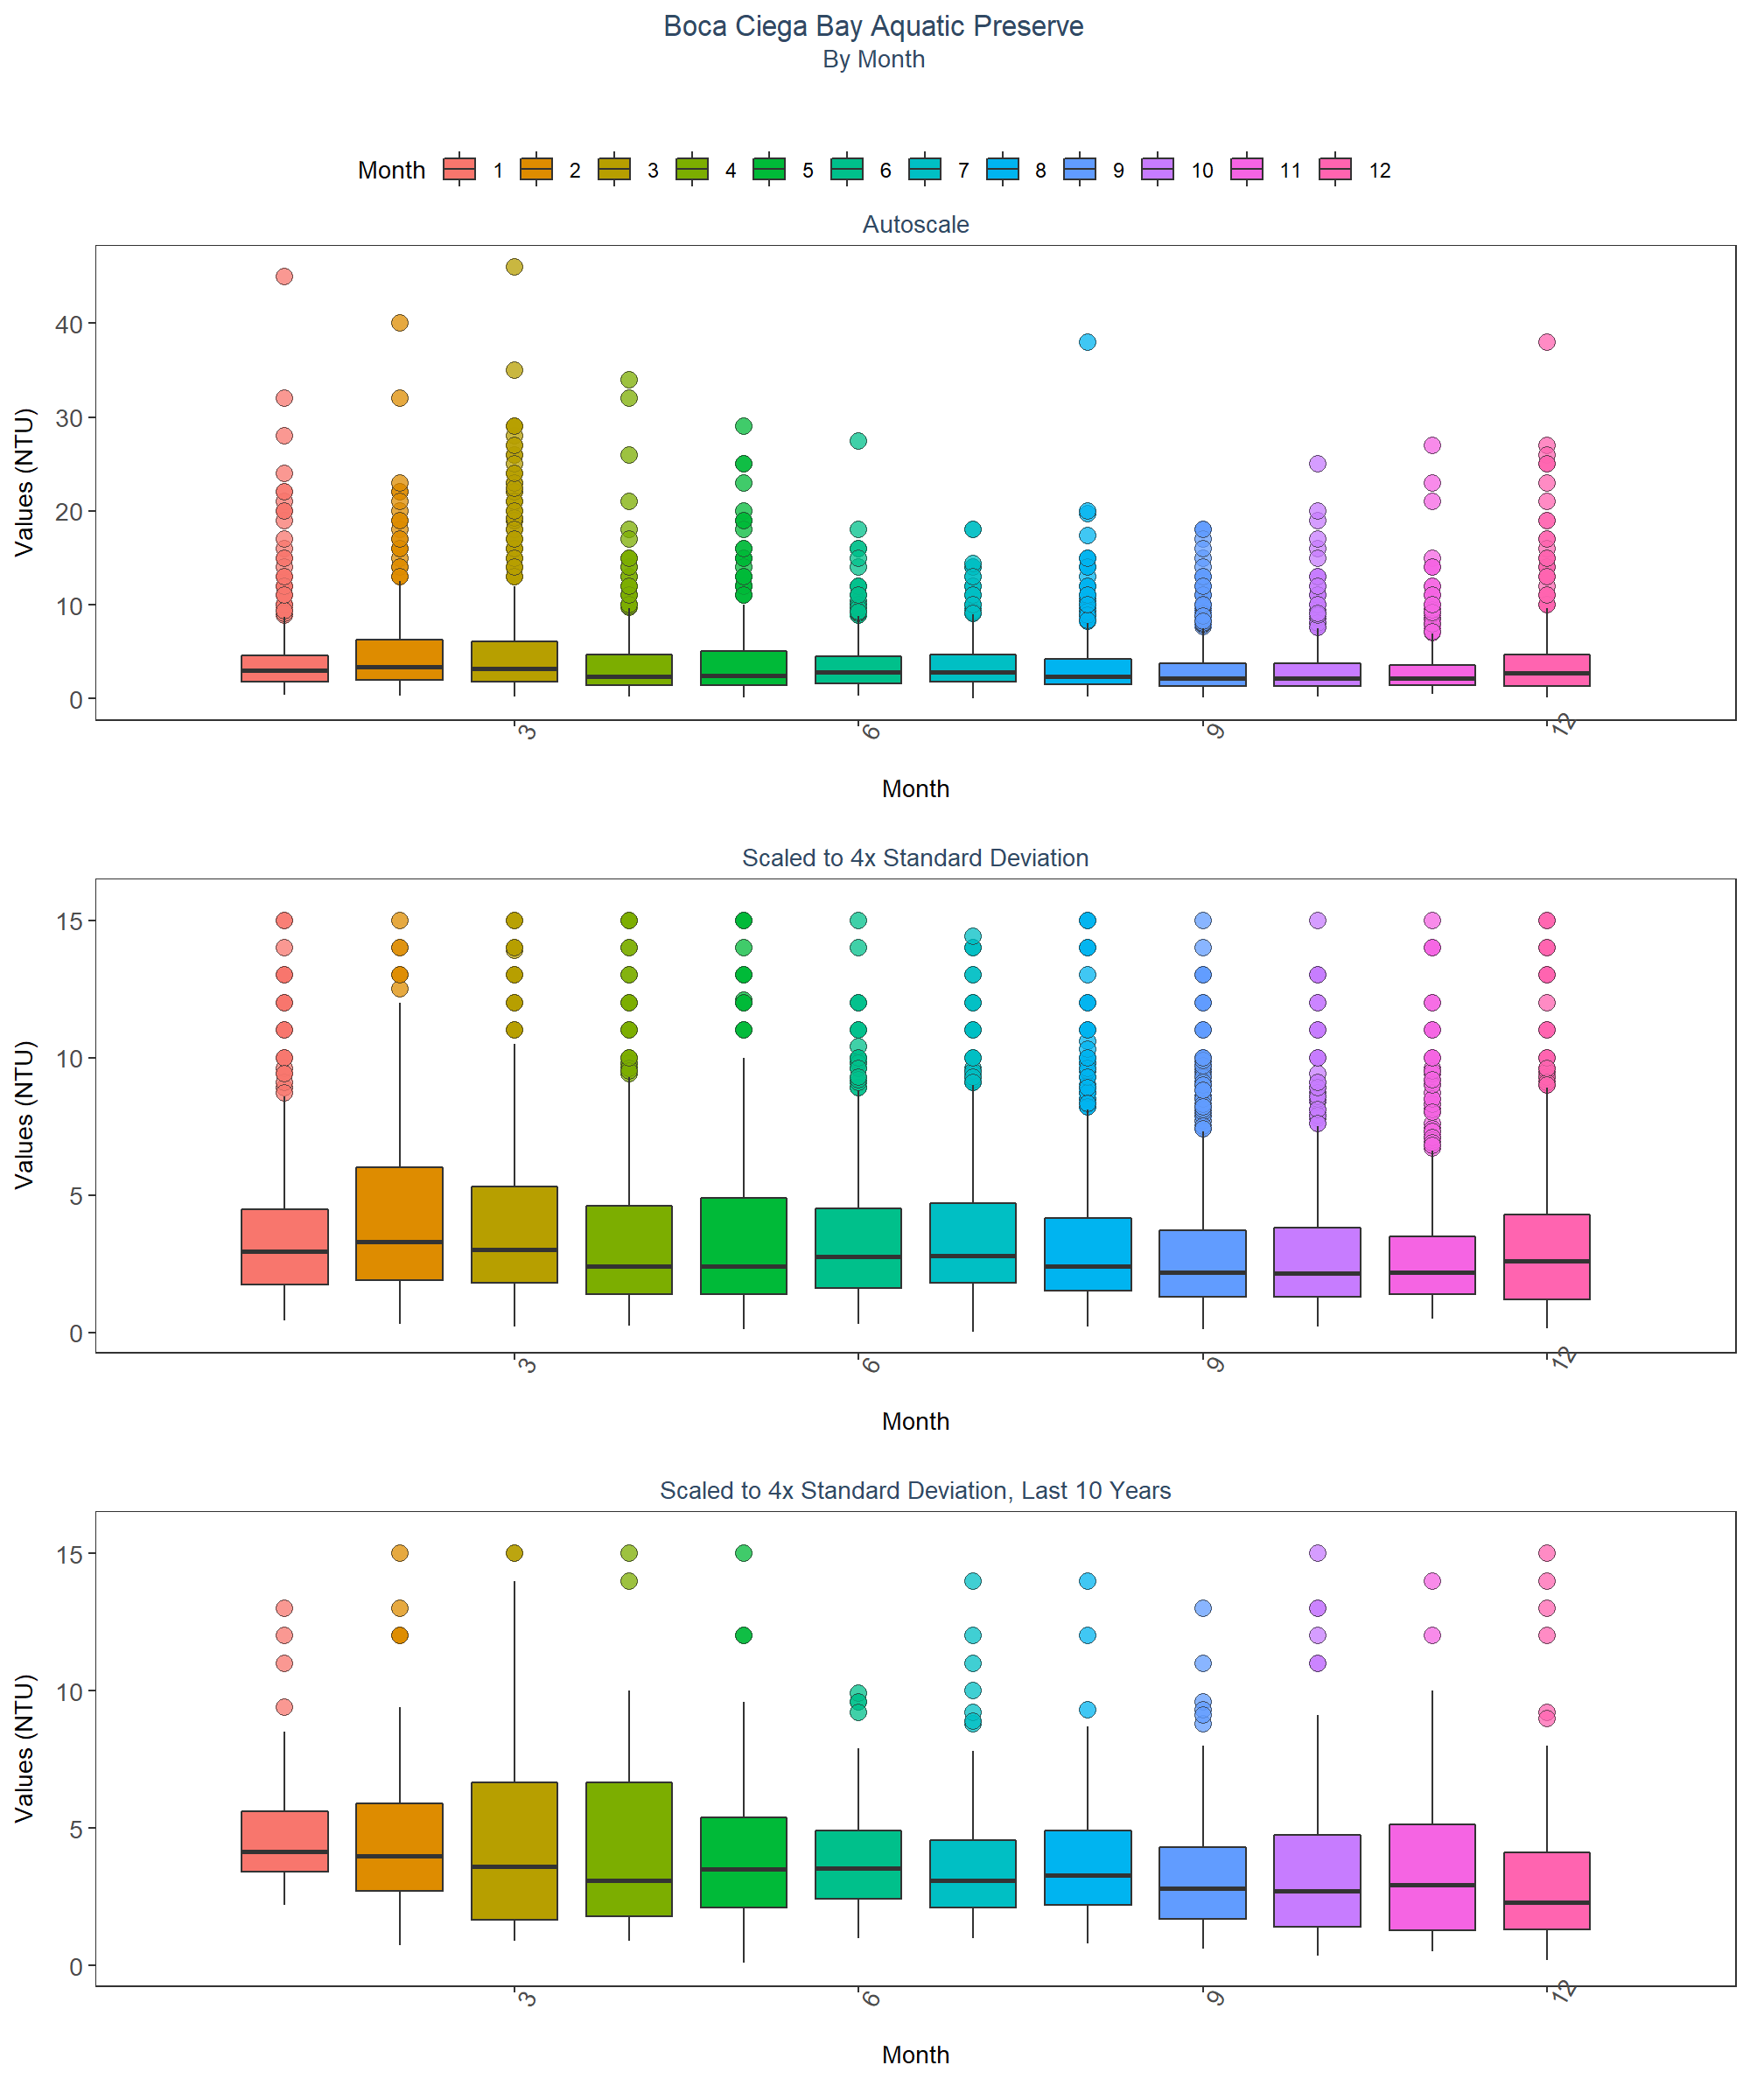 Boca Ciega Bay Aquatic Preserve
By Month
Month 1 2 3 4 5 6 7 8 9 10 11 12
Autoscale
Values (NTU)
40
30
20
10
0
3 6 9 12
Month
Scaled to 4x Standard Deviation
Values (NTU)
15
10
5
0
3 6 9 12
Month
Scaled to 4x Standard Deviation, Last 10 Years
Values (NTU)
15
10
5
0
3 6 9 12
Month